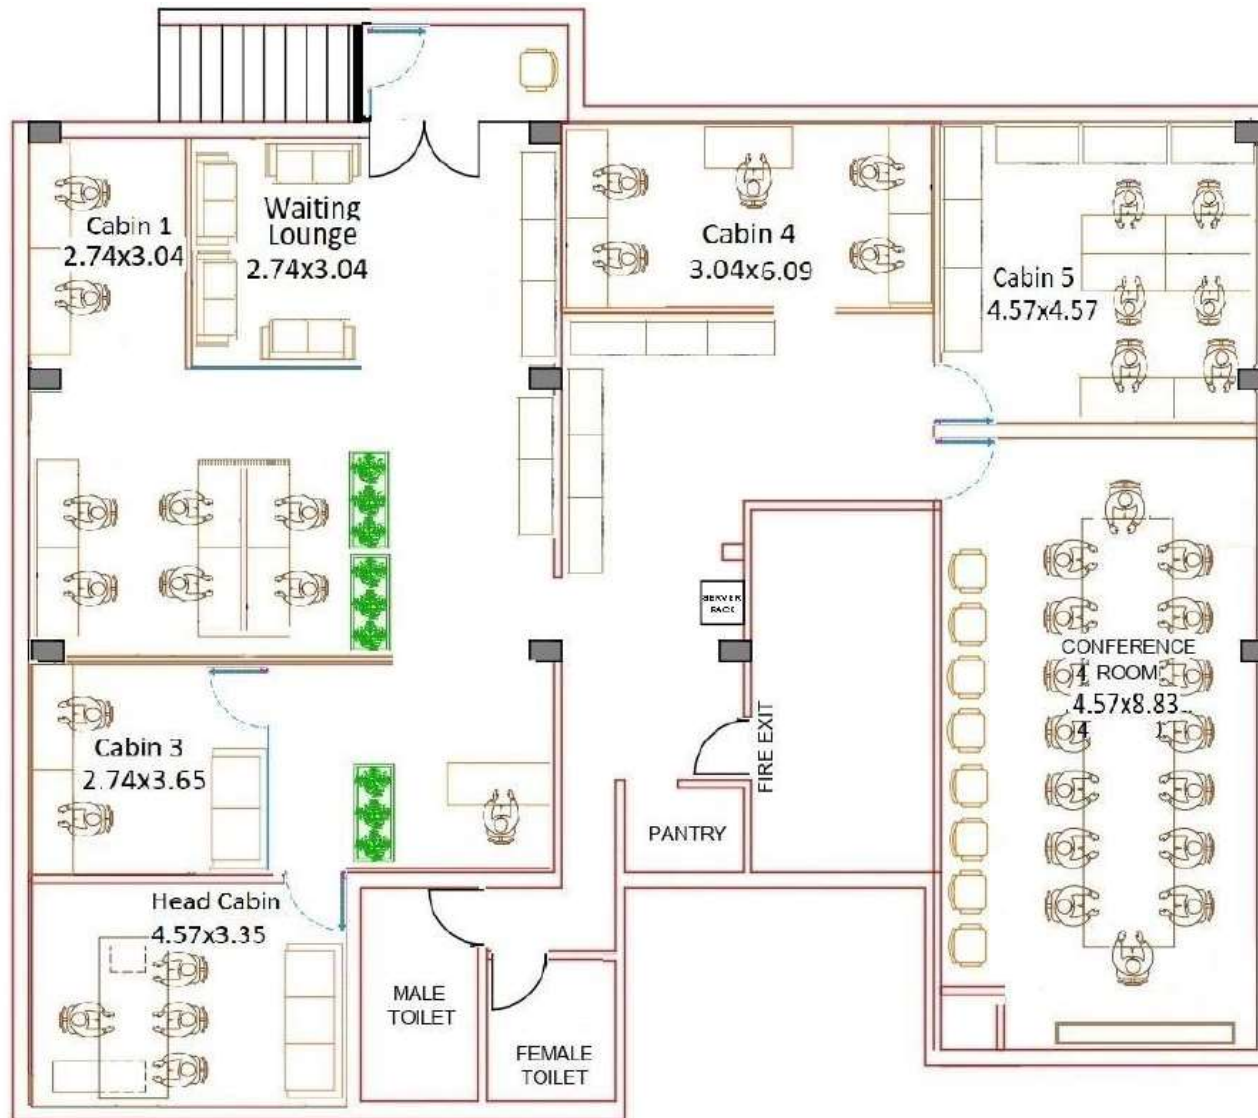 Cabin 1
2.74x3.04
Waiting
Lounge
2.74x3.04
Cabin 4
3.04x6.09
Cabin 5
4.57x4.57
SERVER
RACK
CONFERENCE
4 ROOM
4.57x8.83
4
Cabin 3
2.74x3.65
FIRE EXIT
PANTRY
Head Cabin
4.57x3.35
MALE
TOILET
FEMALE
TOILET